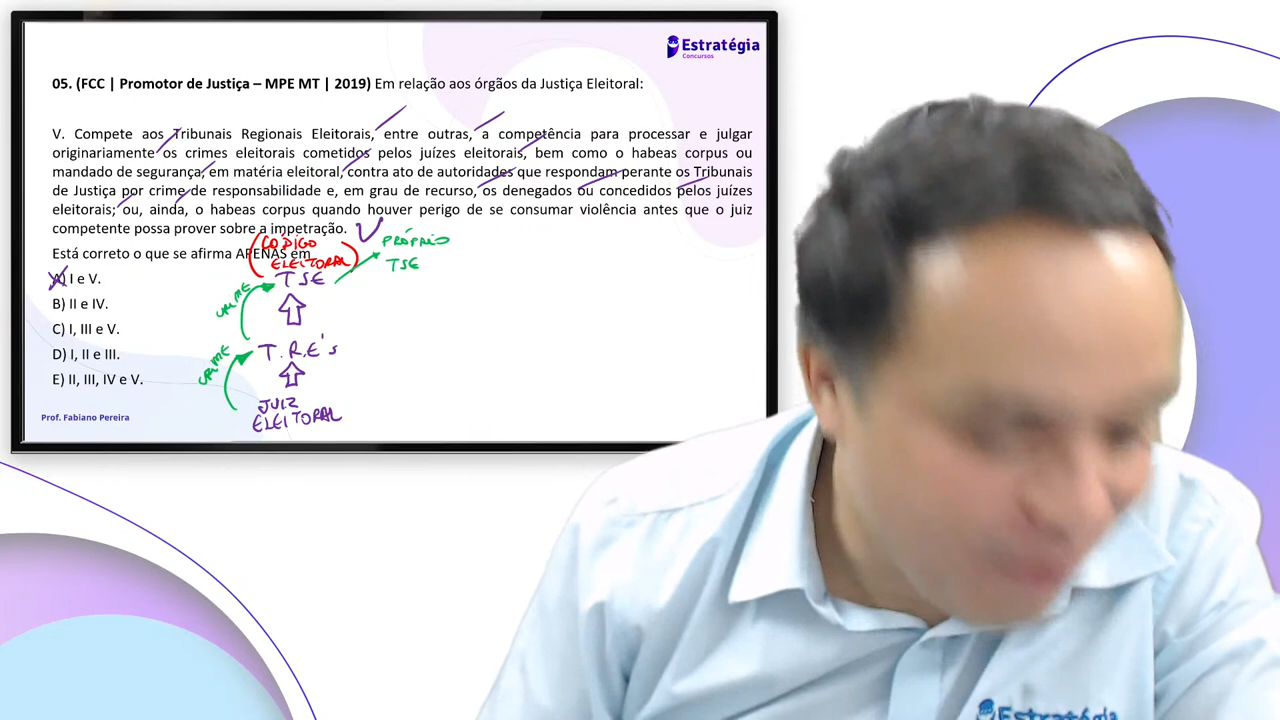 Estratégia
Concursos
05. (FCC | Promotor de Justiça – MPE MT | 2019) Em relação aos órgãos da Justiça Eleitoral:
V. Compete aos Tribunais Regionais Eleitorais, entre outras, a competência para processar e julgar
originariamente os crimes eleitorais cometidos pelos juízes eleitorais, bem como o habeas corpus ou
mandado de segurança, em matéria eleitoral, contra ato de autoridades que respondam perante os Tribunais
de Justiça por crime de responsabilidade e, em grau de recurso, os denegados ou concedidos pelos juízes
eleitorais; ou, ainda, o habeas corpus quando houver perigo de se consumar violência antes que o juiz
competente possa prover sobre a impetração.
Está correto o que se afirma APENAS em
(CÓDIGO
ELEITORAL)
PRÓPRIO
TSE
A) I e V.
TSE
CRIME
B) II e IV.
C) I, III e V.
D) I, II e III.
CRIME
T.R.E's
E) II, III, IV e V.
JUIZ
ELEITORAL
Prof. Fabiano Pereira
Estratégia